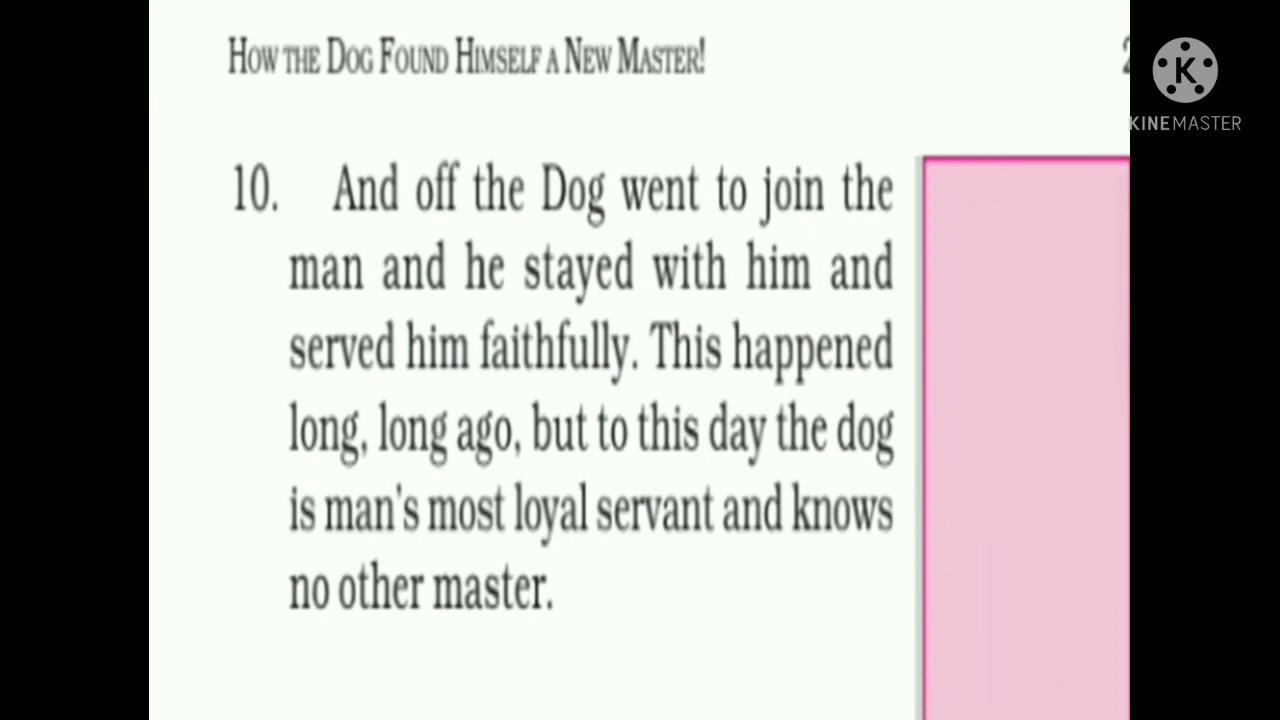 How the Dog Found Himself a New Master!
10. And off the Dog went to join the
man and he stayed with him and
served him faithfully. This happened
long, long ago, but to this day the dog
is man's most loyal servant and knows
no other master.
K
KINEMASTER